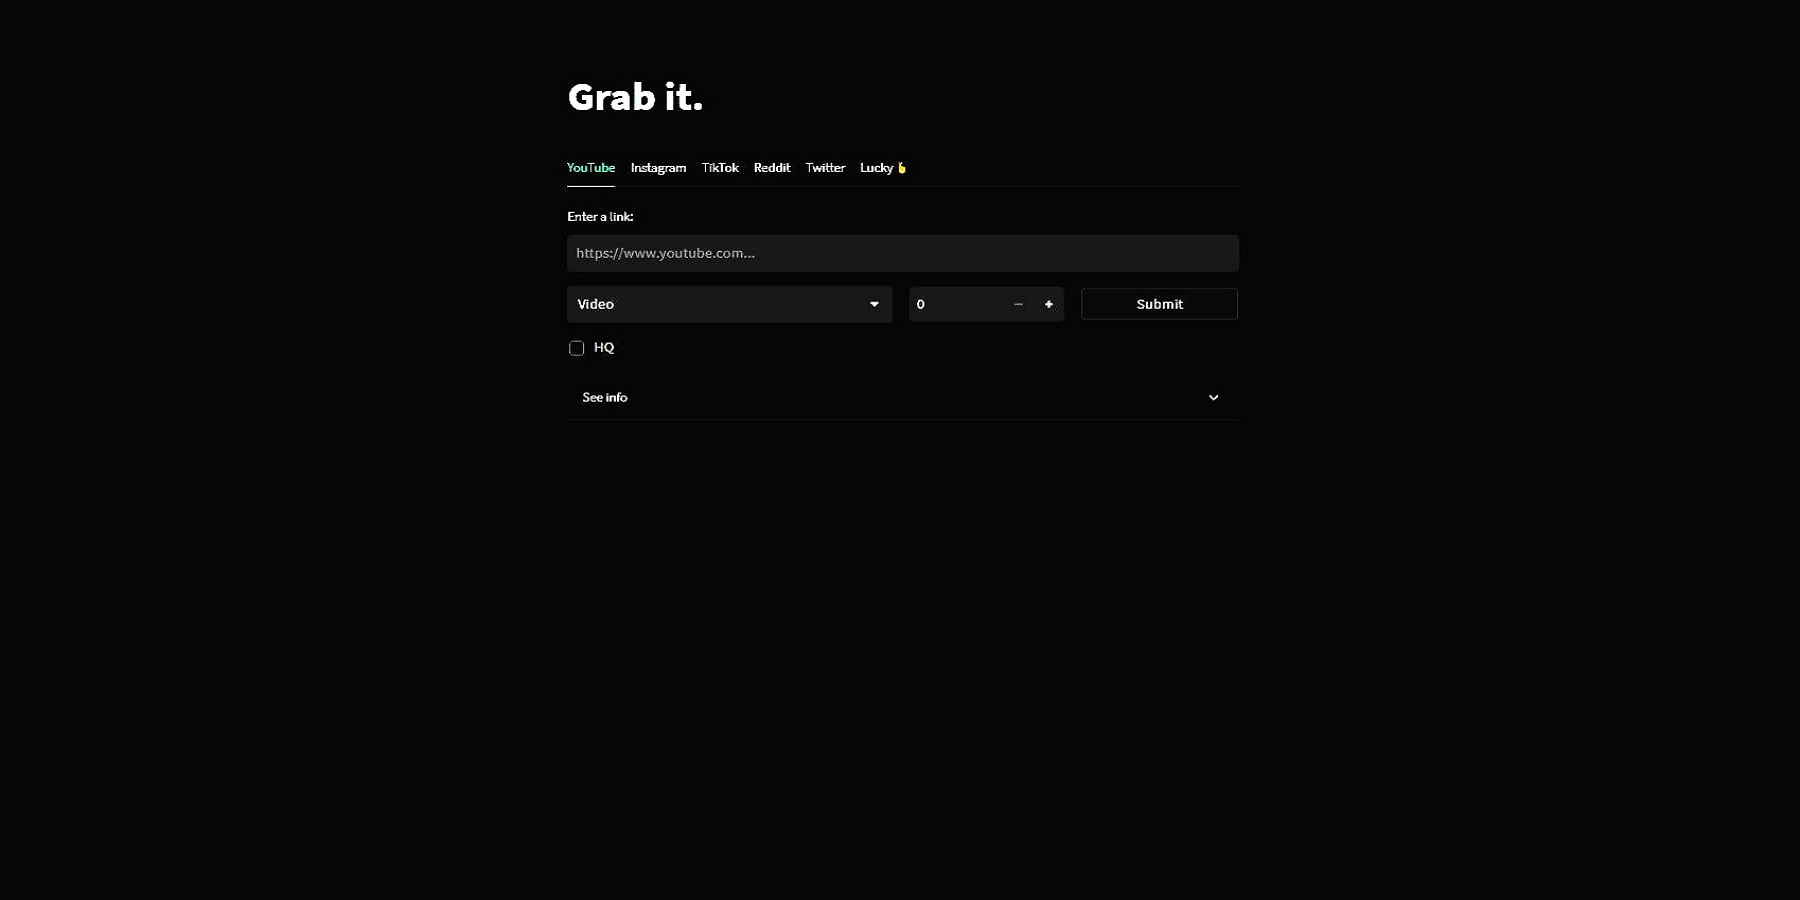 Grab it.
YouTube Instagram TikTok Reddit Twitter Lucky 🤞
Enter a link:
https://www.youtube.com...
Video 0 − + Submit
HQ
See info